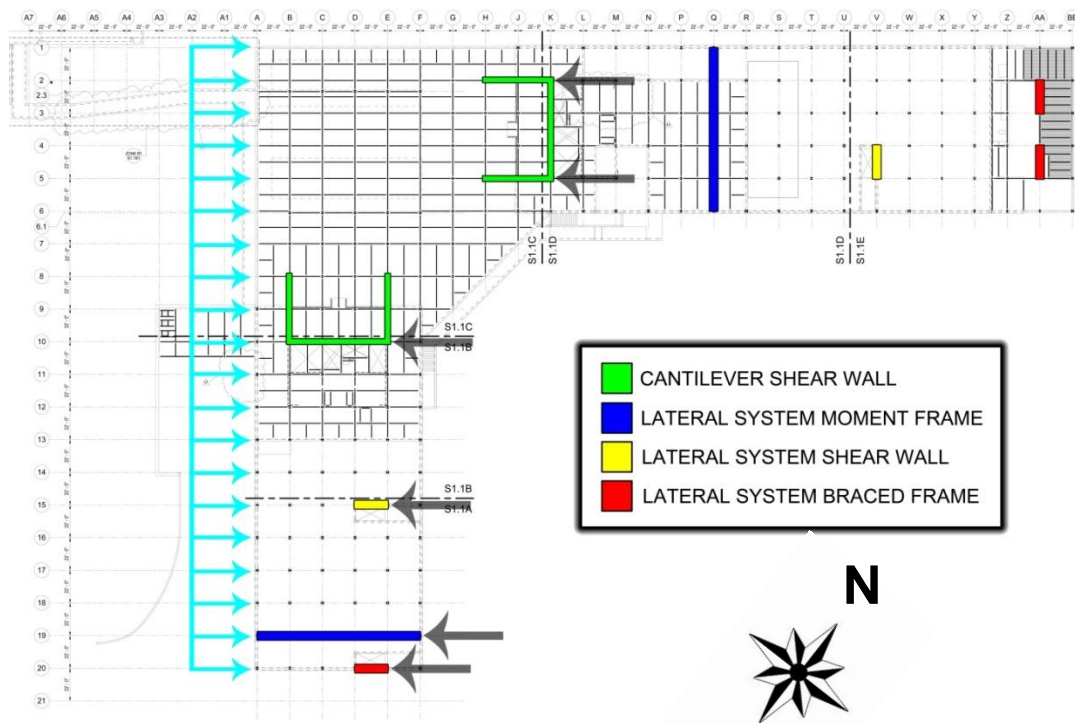 A7 A6 A5 A4 A3 A2 A1 A B C D E F G H J K L M N P Q R S T U V W X Y Z AA BB
1
2
2.3
3
4
5
6
6.1
7
8
9
10
11
12
13
14
15
16
17
18
19
20
21
S1.1C
S1.1D
S1.1D
S1.1E
S1.1C
S1.1B
S1.1B
S1.1A
CANTILEVER SHEAR WALL
LATERAL SYSTEM MOMENT FRAME
LATERAL SYSTEM SHEAR WALL
LATERAL SYSTEM BRACED FRAME
N